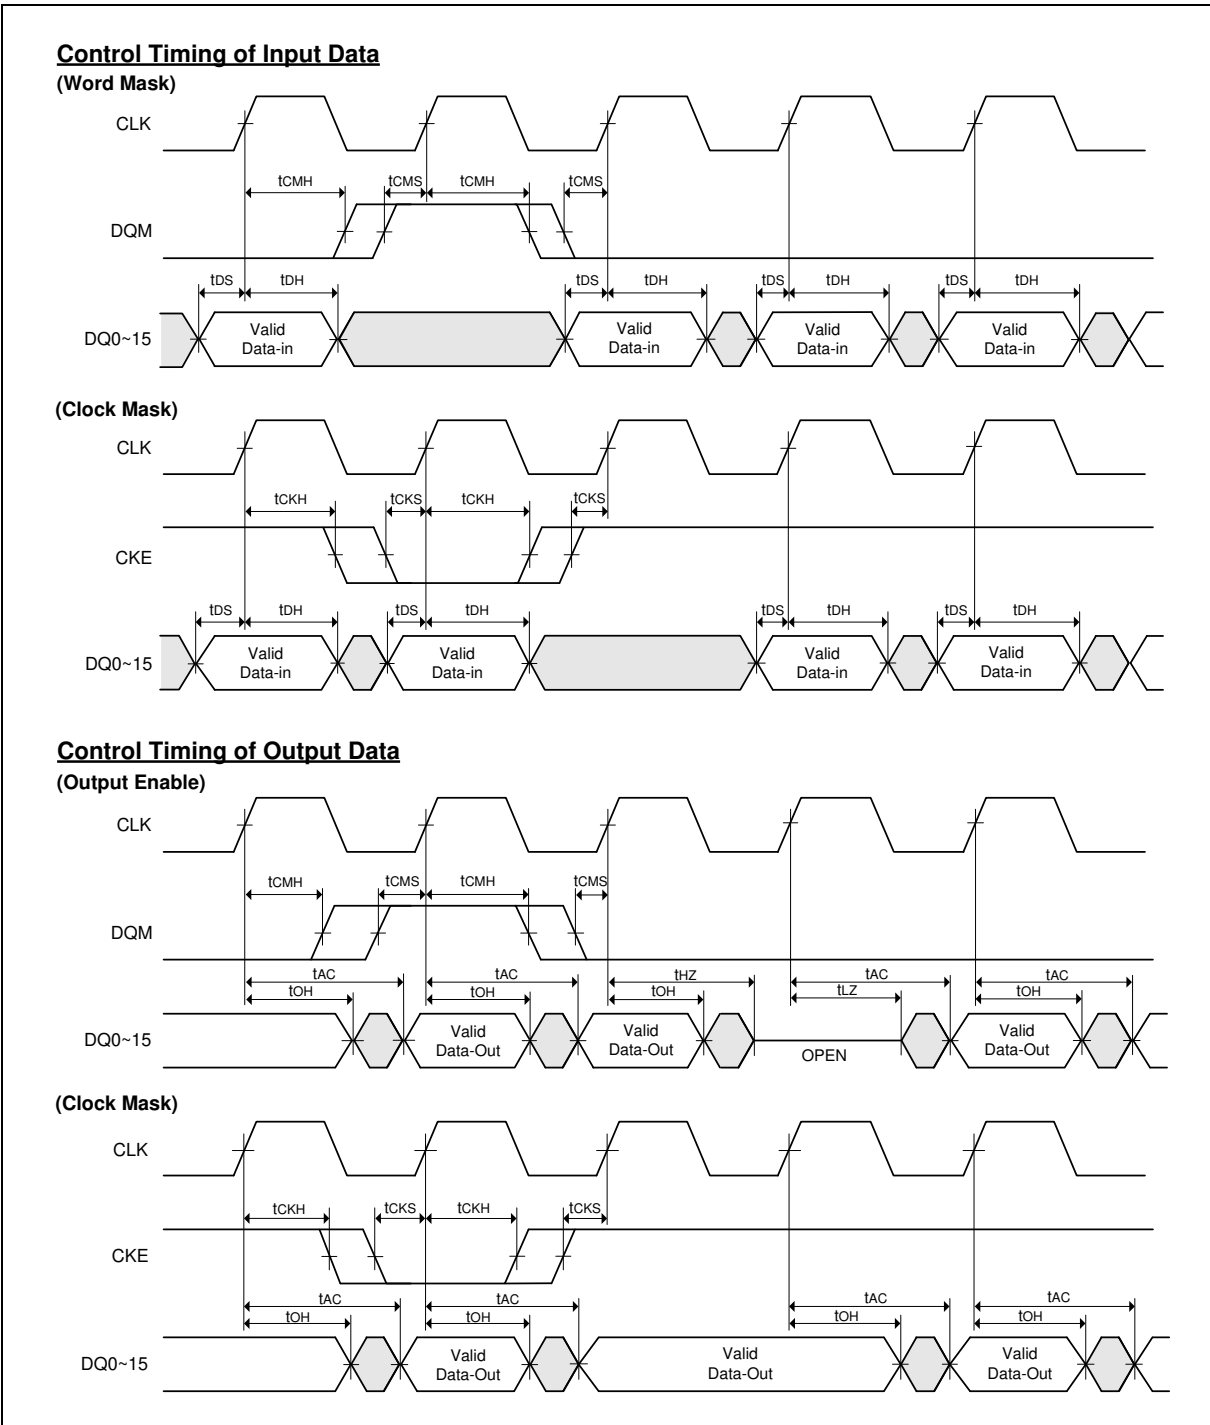 Control Timing of Input Data
(Word Mask)
CLK
tCMH tCMS tCMH tCMS
DQM
tDS tDH tDS tDH tDS tDH tDS tDH
DQ0~15
Valid Data-in
Valid Data-in
Valid Data-in
Valid Data-in
(Clock Mask)
CLK
tCKH tCKS tCKH tCKS
CKE
tDS tDH tDS tDH tDS tDH tDS tDH
DQ0~15
Valid Data-in
Valid Data-in
Valid Data-in
Valid Data-in
Control Timing of Output Data
(Output Enable)
CLK
tCMH tCMS tCMH tCMS
DQM
tAC tAC tHZ tAC tAC
tOH tOH tOH tLZ tOH
DQ0~15
Valid Data-Out
Valid Data-Out
OPEN
Valid Data-Out
(Clock Mask)
CLK
tCKH tCKS tCKH tCKS
CKE
tAC tAC tAC tAC
tOH tOH tOH tOH
DQ0~15
Valid Data-Out
Valid Data-Out
Valid Data-Out